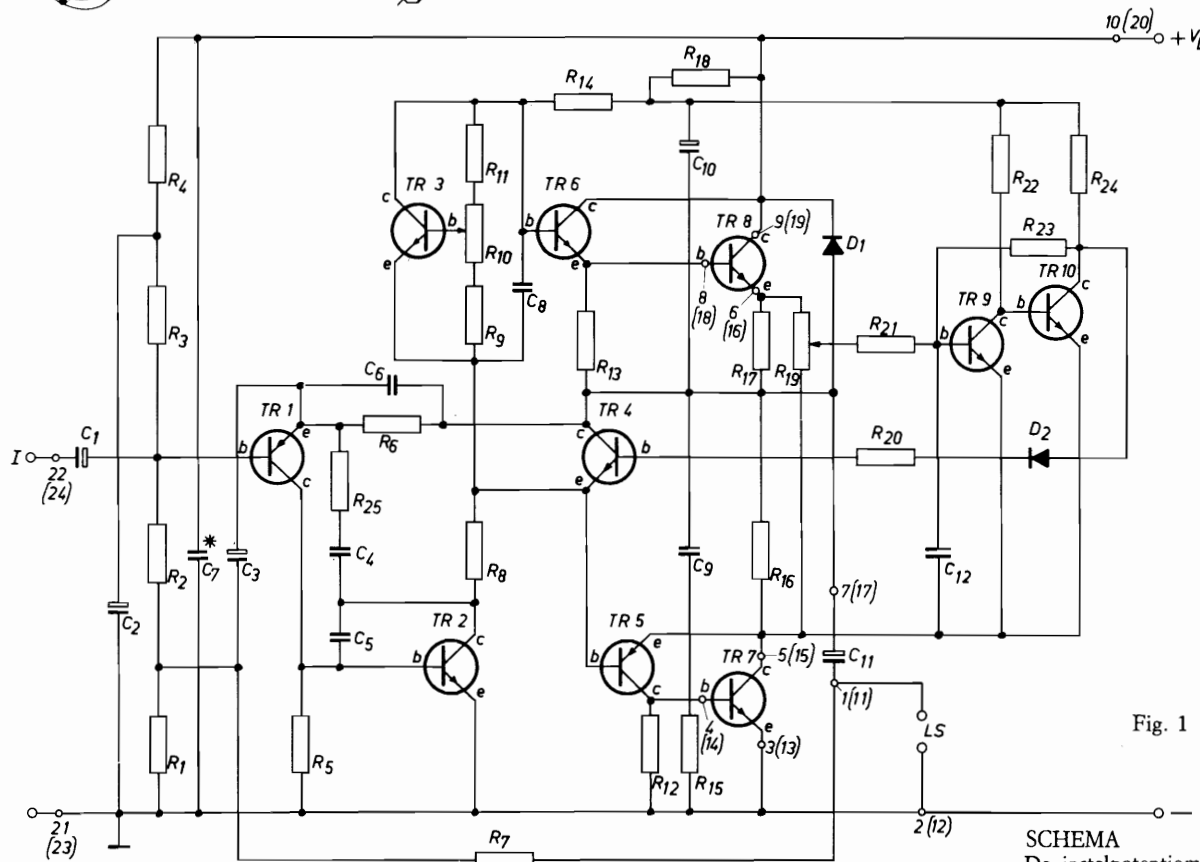 10 (20)
+V
R18
R14
R4
C10
R11
R22
R24
TR 3
c
b
e
TR 6
c
b
e
R10
TR 8
9 (19)
c
b
e
8
(18)
6
(16)
D1
R23
TR 10
c
b
e
R3
R9
C8
TR 9
c
b
e
R21
R13
R17
R19
C6
TR 1
e
b
c
R6
TR 4
c
e
b
R20
D2
C1
I
22
(24)
R25
R2
C7
*
C3
C4
R8
C9
R16
C12
7 (17)
C2
C5
TR 2
c
b
e
TR 5
e
b
c
TR 7
5 (15)
c
b
e
4
(14)
3 (13)
C11
1 (11)
LS
Fig. 1
R1
R5
R12
R15
21
(23)
2 (12)
R7
SCHEMA